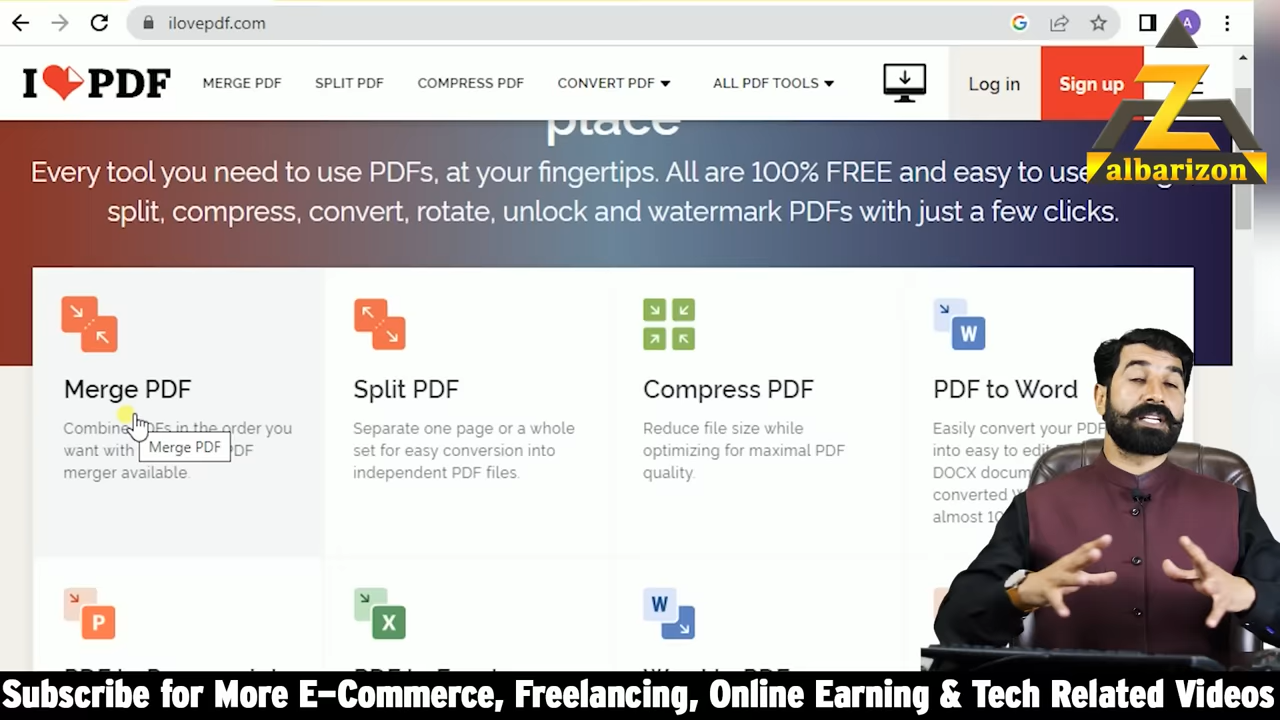 ilovepdf.com
A
I PDF
MERGE PDF
SPLIT PDF
COMPRESS PDF
CONVERT PDF
ALL PDF TOOLS
Log in
Sign up
Z
albarizon
place
Every tool you need to use PDFs, at your fingertips. All are 100% FREE and easy to use
split, compress, convert, rotate, unlock and watermark PDFs with just a few clicks.
W
Merge PDF
Combine PDFs in the order you
want with PDF
merger available.
Merge PDF
Split PDF
Separate one page or a whole
set for easy conversion into
independent PDF files.
Compress PDF
Reduce file size while
optimizing for maximal PDF
quality.
PDF to Word
Easily convert your PDF
into easy to edit
DOCX
converted
almost
P
X
W
Subscribe for More E-Commerce, Freelancing, Online Earning & Tech Related Videos